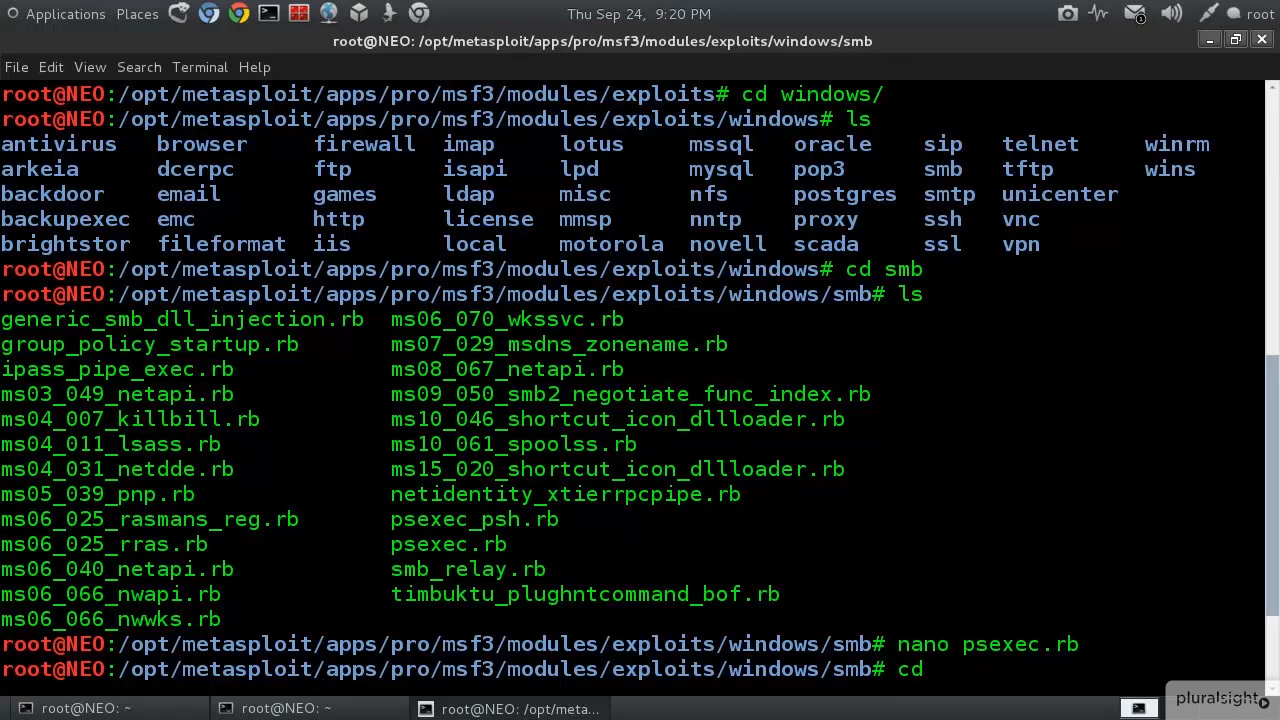 Applications Places Thu Sep 24, 9:20 PM 1 root
root@NEO: /opt/metasploit/apps/pro/msf3/modules/exploits/windows/smb
File Edit View Search Terminal Help
root@NEO:/opt/metasploit/apps/pro/msf3/modules/exploits# cd windows/
root@NEO:/opt/metasploit/apps/pro/msf3/modules/exploits/windows# ls
antivirus browser firewall imap lotus mssql oracle sip telnet winrm
arkeia dcerpc ftp isapi lpd mysql pop3 smb tftp wins
backdoor email games ldap misc nfs postgres smtp unicenter
backupexec emc http license mmsp nntp proxy ssh vnc
brightstor fileformat iis local motorola novell scada ssl vpn
root@NEO:/opt/metasploit/apps/pro/msf3/modules/exploits/windows# cd smb
root@NEO:/opt/metasploit/apps/pro/msf3/modules/exploits/windows/smb# ls
generic_smb_dll_injection.rb ms06_070_wkssvc.rb
group_policy_startup.rb ms07_029_msdns_zonename.rb
ipass_pipe_exec.rb ms08_067_netapi.rb
ms03_049_netapi.rb ms09_050_smb2_negotiate_func_index.rb
ms04_007_killbill.rb ms10_046_shortcut_icon_dllloader.rb
ms04_011_lsass.rb ms10_061_spoolss.rb
ms04_031_netdde.rb ms15_020_shortcut_icon_dllloader.rb
ms05_039_pnp.rb netidentity_xtierrpcpipe.rb
ms06_025_rasmans_reg.rb psexec_psh.rb
ms06_025_rras.rb psexec.rb
ms06_040_netapi.rb smb_relay.rb
ms06_066_nwapi.rb timbuktu_plughntcommand_bof.rb
ms06_066_nwwks.rb
root@NEO:/opt/metasploit/apps/pro/msf3/modules/exploits/windows/smb# nano psexec.rb
root@NEO:/opt/metasploit/apps/pro/msf3/modules/exploits/windows/smb# cd
root@NEO: ~ root@NEO: ~ root@NEO: /opt/meta...
pluralsight